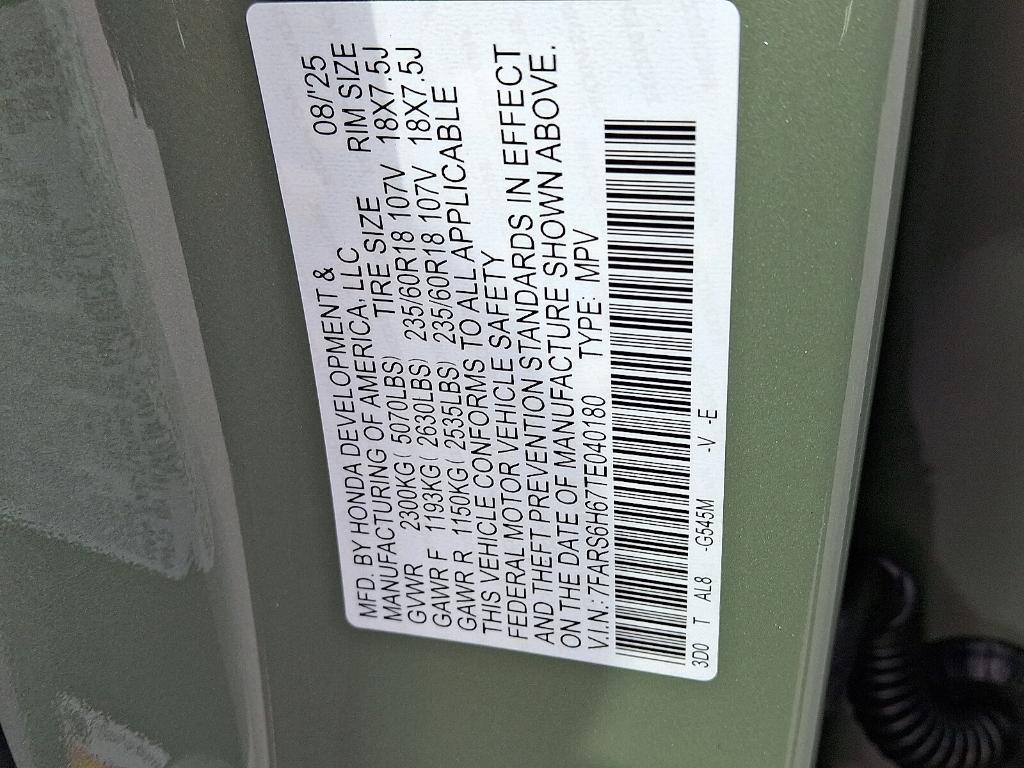 MFD. BY HONDA DEVELOPMENT & 08/'25
MANUFACTURING OF AMERICA, LLC
TIRE SIZE RIM SIZE
GVWR 2300KG( 5070LBS)
GAWR F 1193KG( 2630LBS) 235/60R18 107V 18X7.5J
GAWR R 1150KG( 2535LBS) 235/60R18 107V 18X7.5J
THIS VEHICLE CONFORMS TO ALL APPLICABLE
FEDERAL MOTOR VEHICLE SAFETY
AND THEFT PREVENTION STANDARDS IN EFFECT
ON THE DATE OF MANUFACTURE SHOWN ABOVE.
V.I.N.: 7FARS6H67TE040180 TYPE: MPV
3D0 T AL8 -G545M -V -E